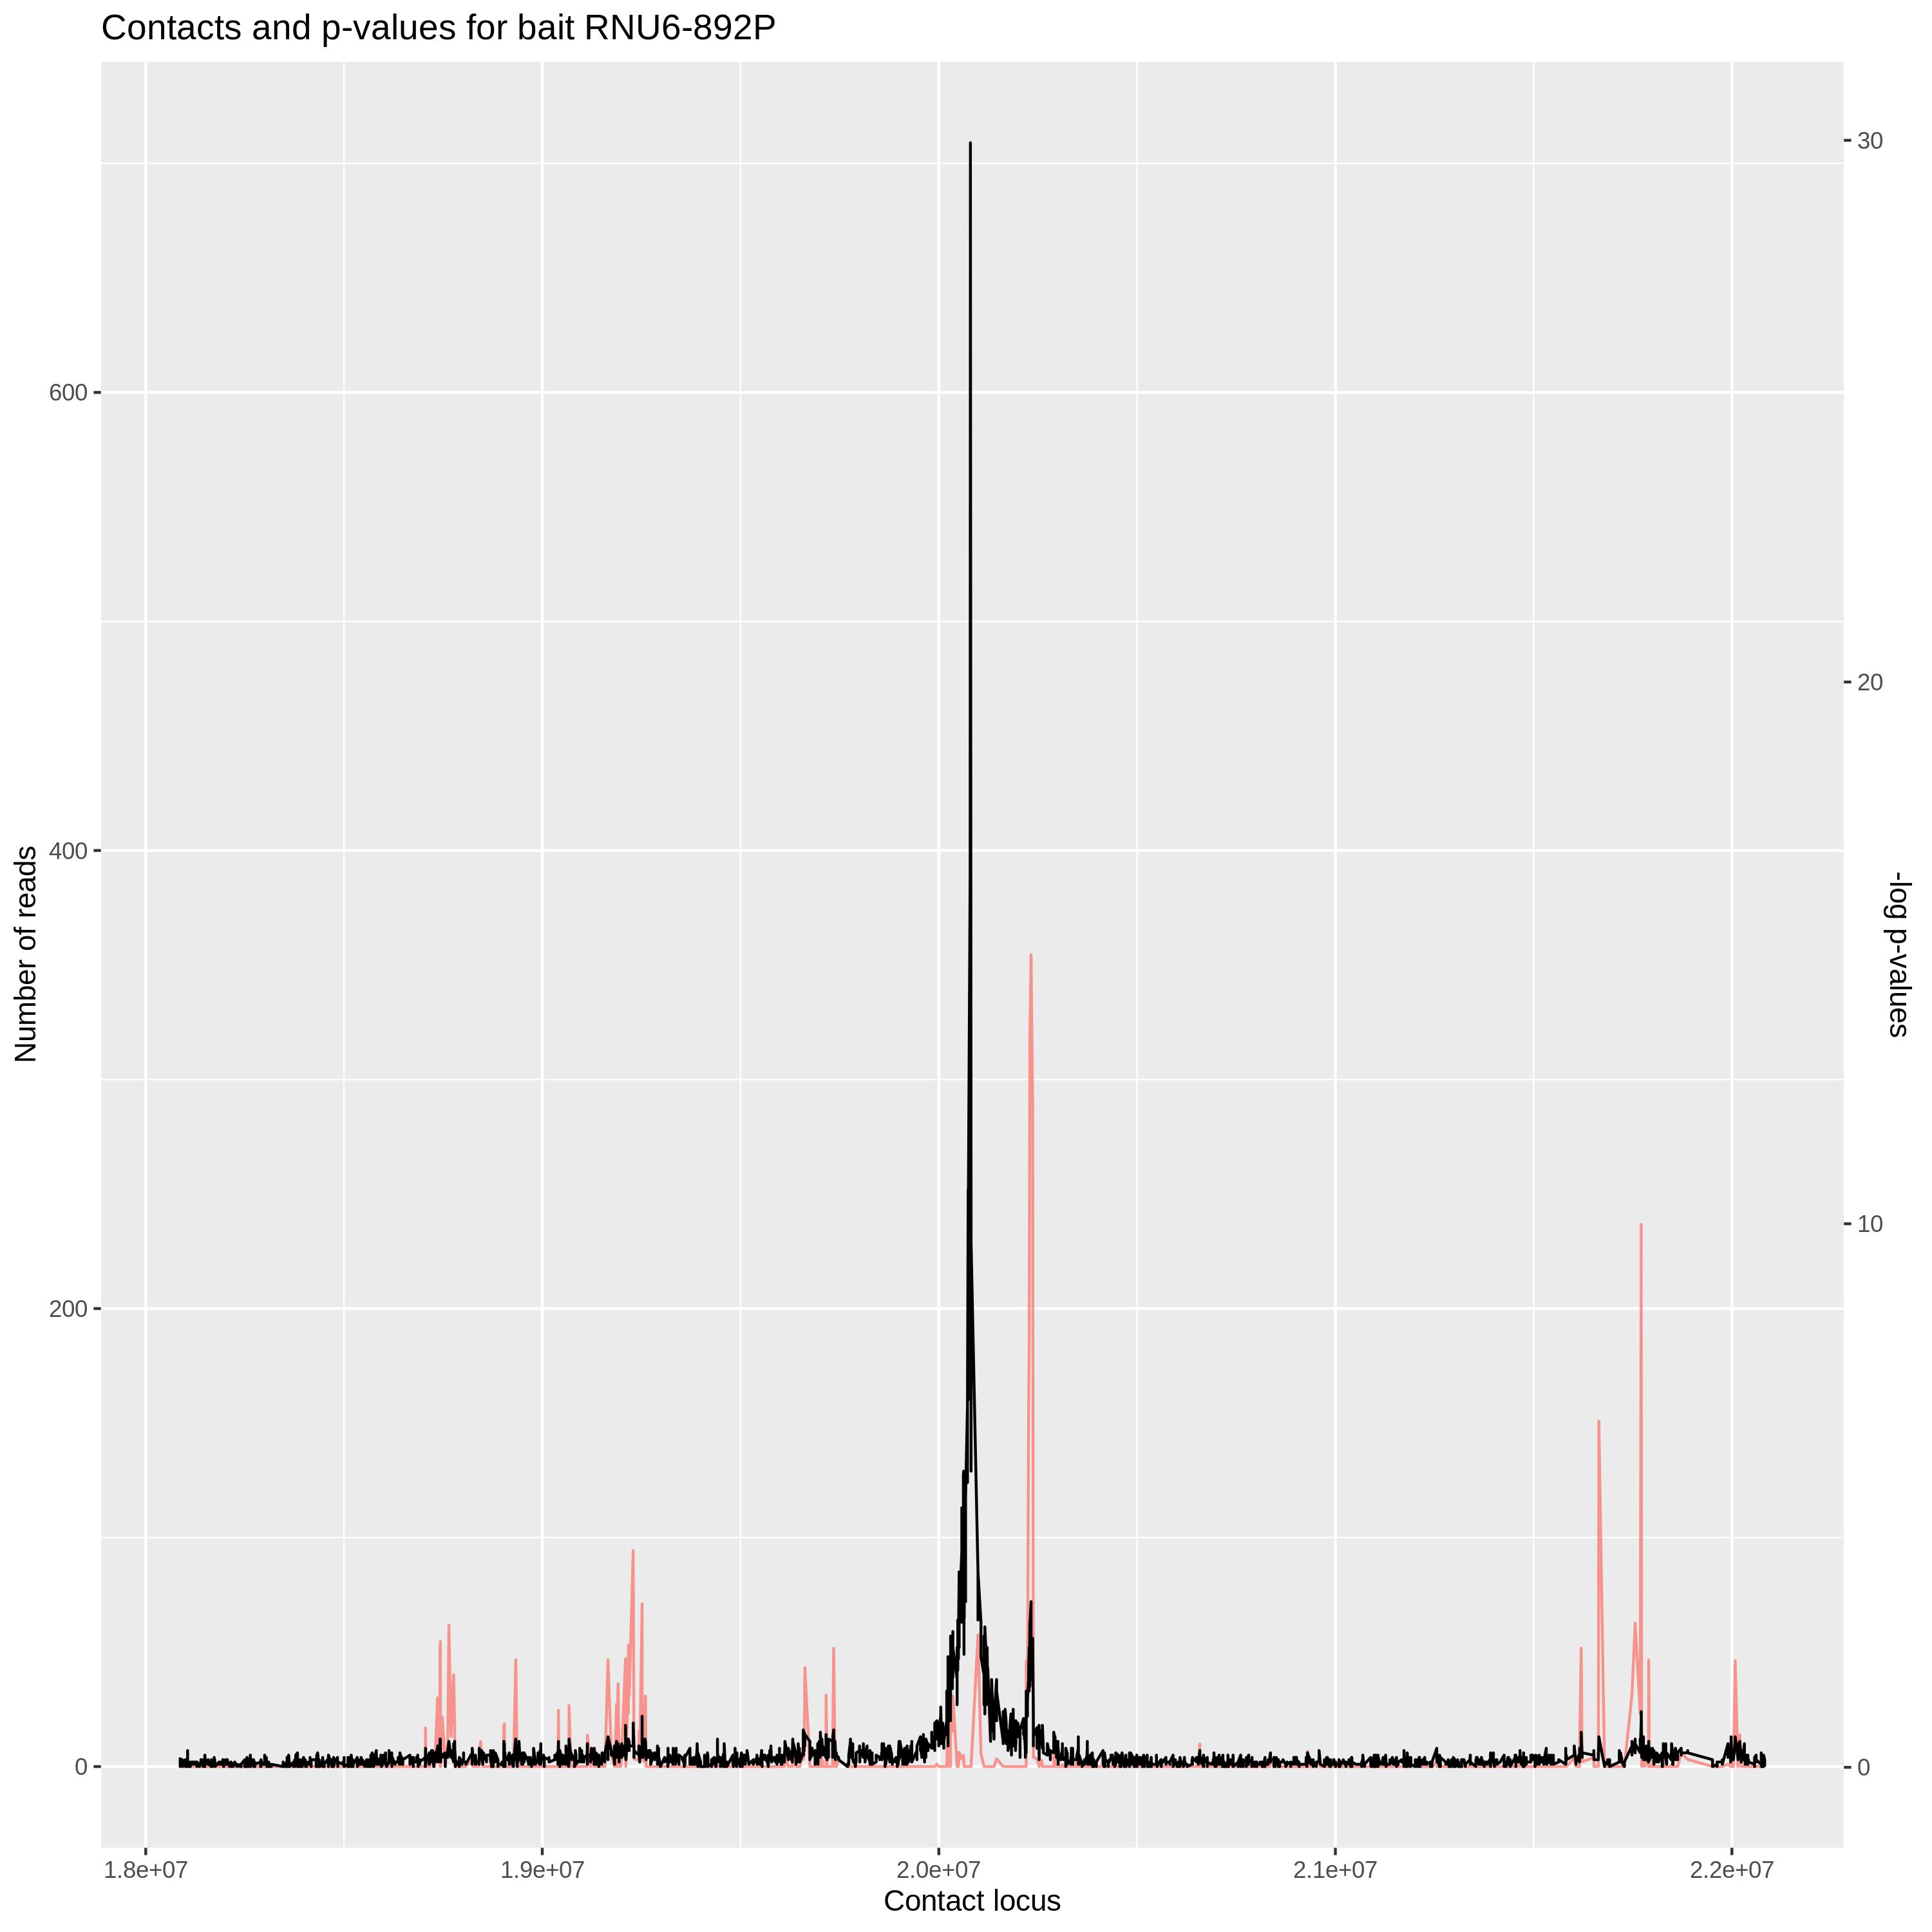 Contacts and p-values for bait RNU6-892P
Number of reads
600
400
200
0
30
20
10
0
-log p-values
1.8e+07
1.9e+07
2.0e+07
2.1e+07
2.2e+07
Contact locus